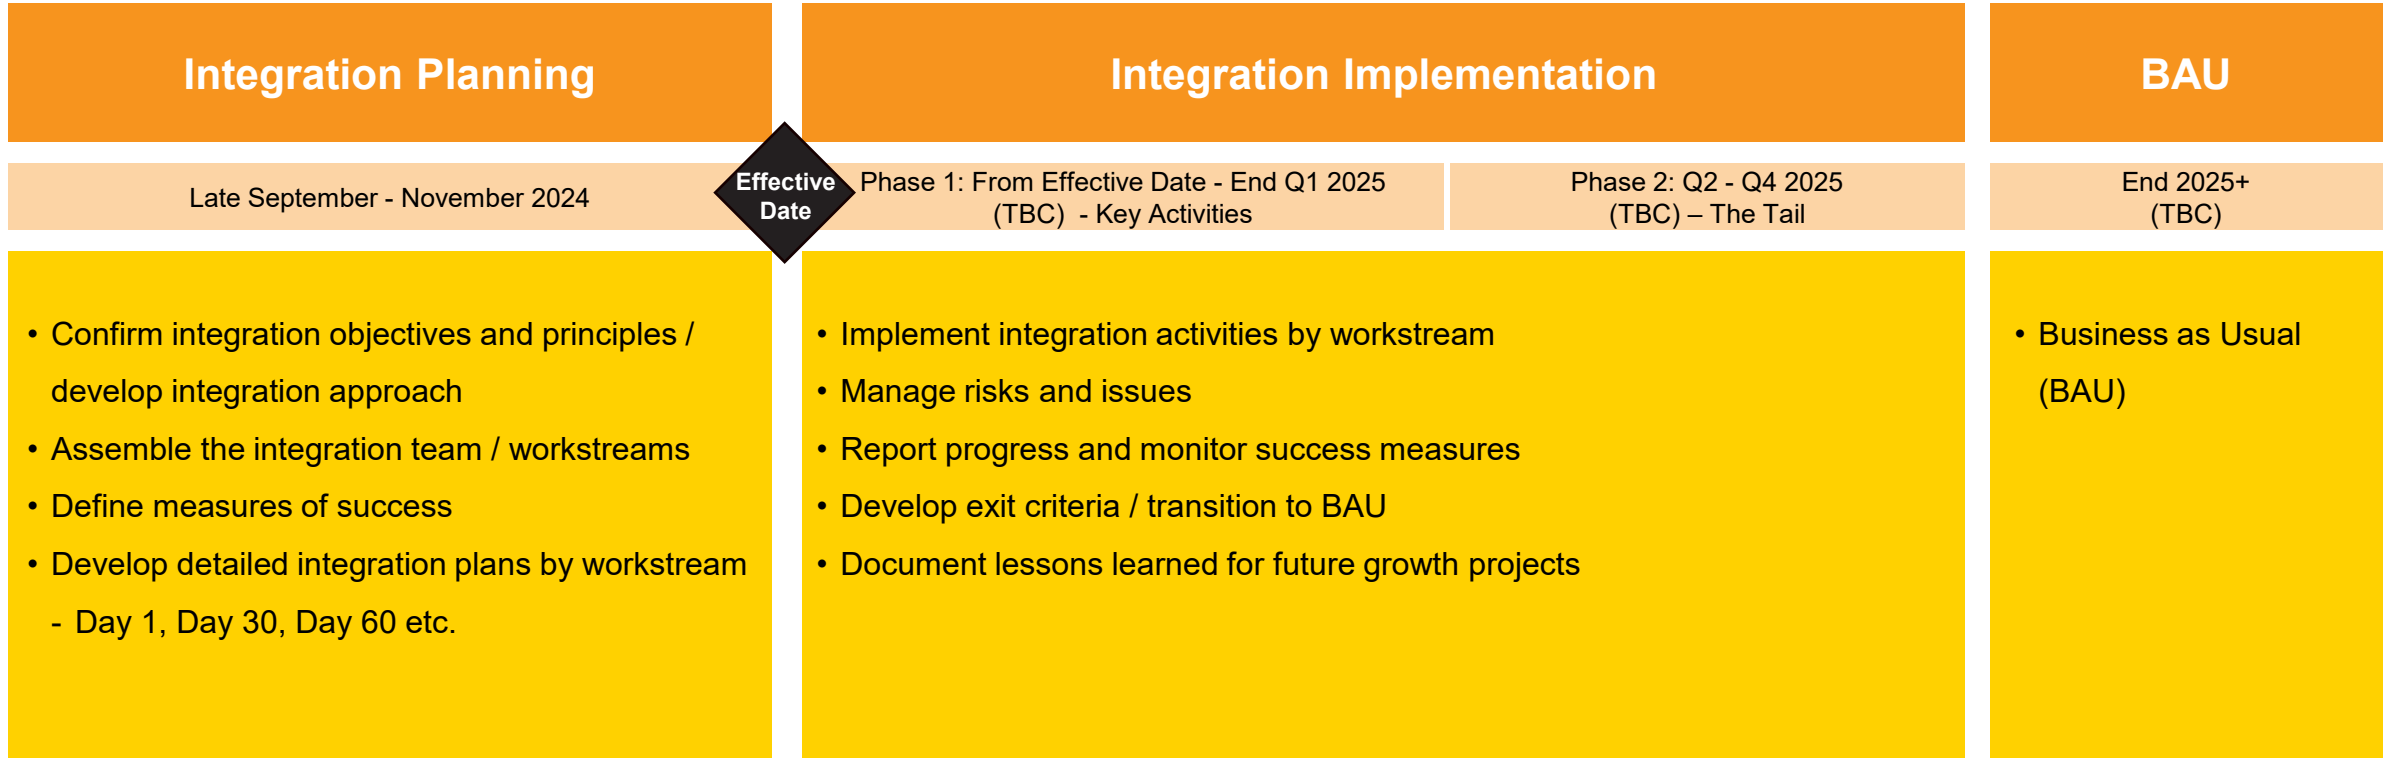 Integration Planning
Integration Implementation
BAU
Late September - November 2024
Effective
Date
Phase 1: From Effective Date - End Q1 2025
(TBC)  - Key Activities
Phase 2: Q2 - Q4 2025
(TBC) – The Tail
End 2025+
(TBC)
• Confirm integration objectives and principles /
develop integration approach
• Assemble the integration team / workstreams
• Define measures of success
• Develop detailed integration plans by workstream
- Day 1, Day 30, Day 60 etc.
• Implement integration activities by workstream
• Manage risks and issues
• Report progress and monitor success measures
• Develop exit criteria / transition to BAU
• Document lessons learned for future growth projects
• Business as Usual
(BAU)